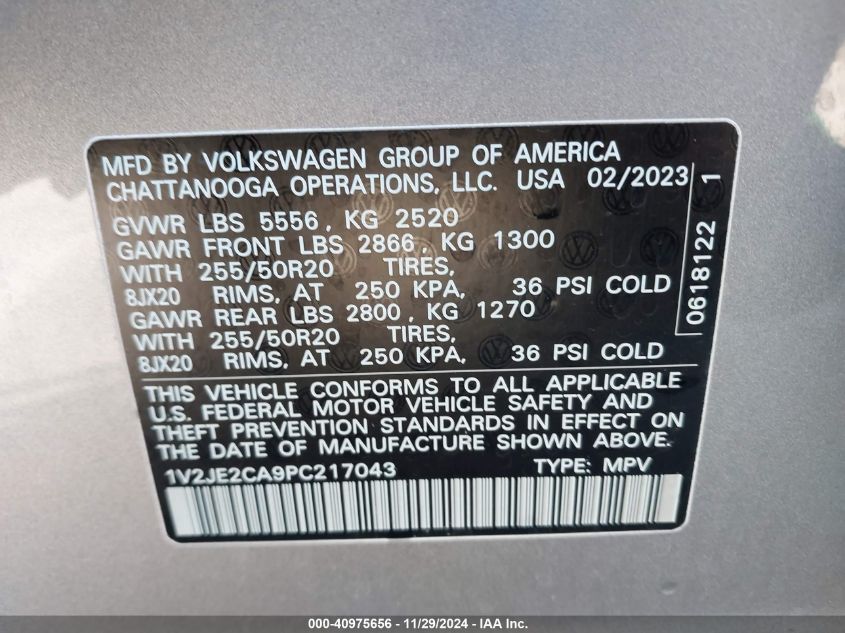 MFD BY VOLKSWAGEN GROUP OF AMERICA
CHATTANOOGA OPERATIONS, LLC. USA 02/2023
GVWR LBS 5556, KG 2520
GAWR FRONT LBS 2866, KG 1300
WITH 255/50R20 TIRES,
8JX20 RIMS, AT 250 KPA, 36 PSI COLD
GAWR REAR LBS 2800, KG 1270
WITH 255/50R20 TIRES,
8JX20 RIMS, AT 250 KPA, 36 PSI COLD
0618122 1
THIS VEHICLE CONFORMS TO ALL APPLICABLE
U.S. FEDERAL MOTOR VEHICLE SAFETY AND
THEFT PREVENTION STANDARDS IN EFFECT ON
THE DATE OF MANUFACTURE SHOWN ABOVE.
1V2JE2CA9PC217043 TYPE: MPV
000-40975656 - 11/29/2024 - IAA Inc.